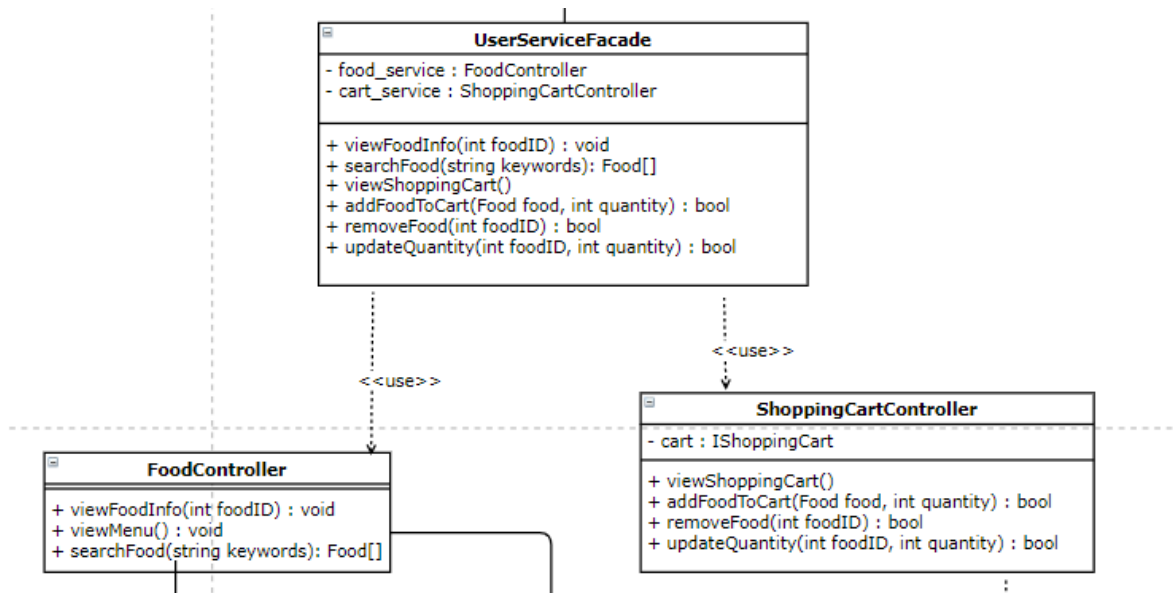 UserServiceFacade
- food_service : FoodController
- cart_service : ShoppingCartController
+ viewFoodInfo(int foodID) : void
+ searchFood(string keywords): Food[]
+ viewShoppingCart()
+ addFoodToCart(Food food, int quantity) : bool
+ removeFood(int foodID) : bool
+ updateQuantity(int foodID, int quantity) : bool
<<use>>
<<use>>
FoodController
+ viewFoodInfo(int foodID) : void
+ viewMenu() : void
+ searchFood(string keywords): Food[]
ShoppingCartController
- cart : IShoppingCart
+ viewShoppingCart()
+ addFoodToCart(Food food, int quantity) : bool
+ removeFood(int foodID) : bool
+ updateQuantity(int foodID, int quantity) : bool